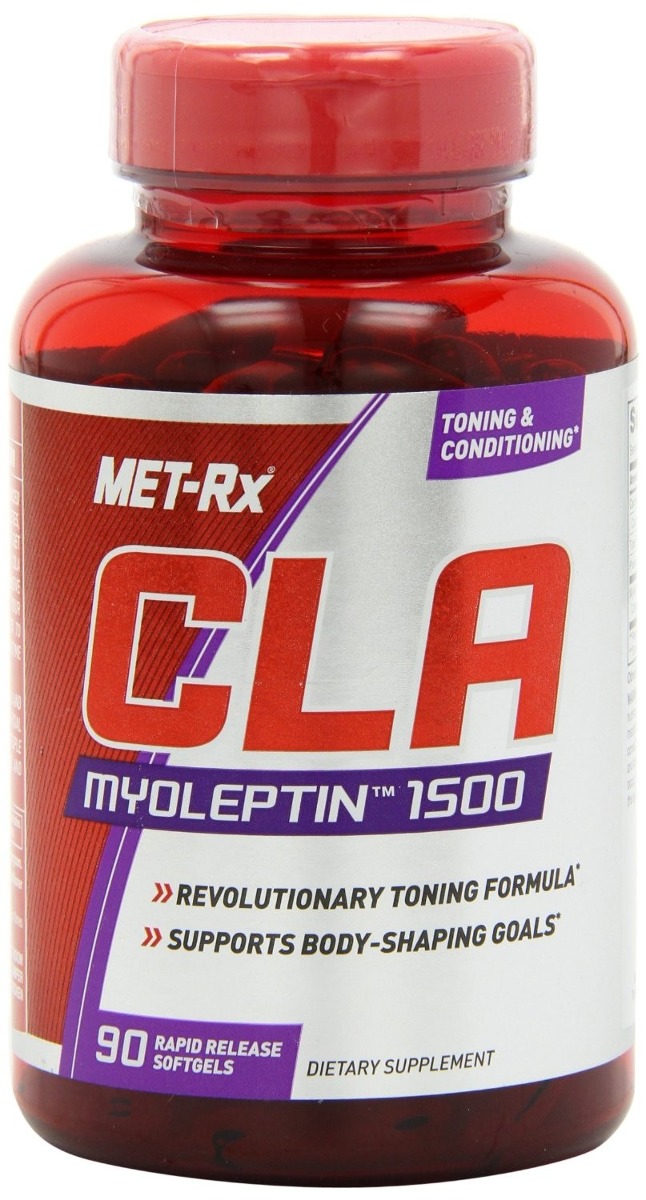 TONING &
CONDITIONING*
MET-Rx®
CLA
MYOLEPTIN™ 1500
»REVOLUTIONARY TONING FORMULA*
» SUPPORTS BODY-SHAPING GOALS*
90 RAPID RELEASE
SOFTGELS
DIETARY SUPPLEMENT